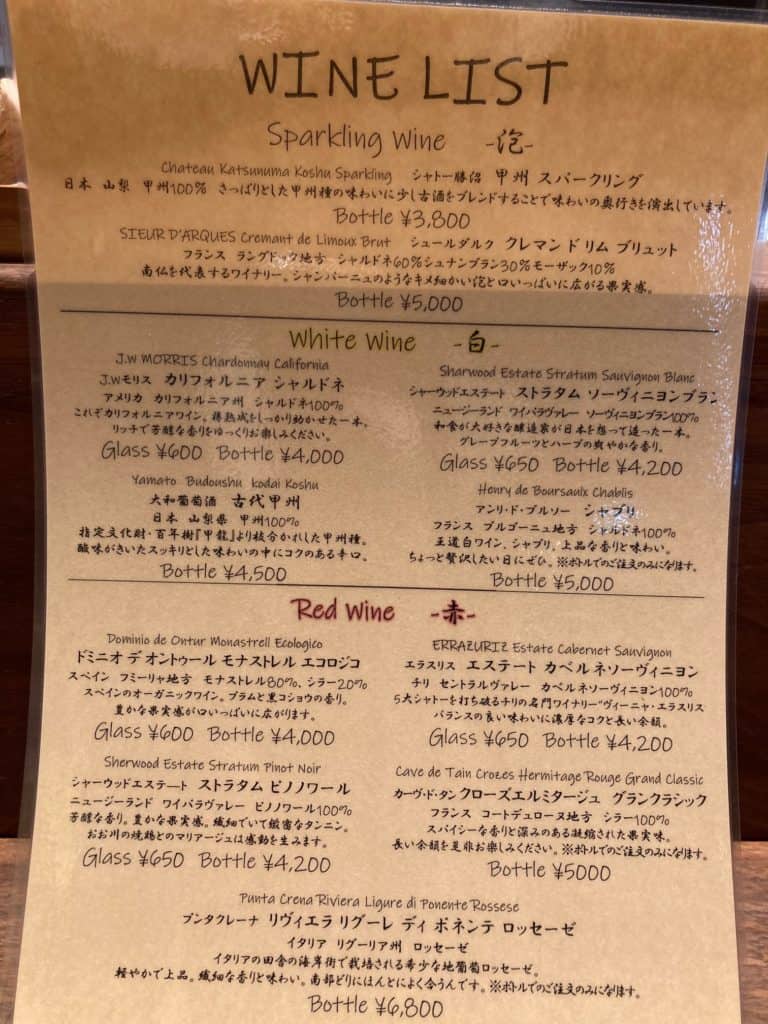 WINE LIST
Sparkling Wine -泡-
Chateau Katsunuma Koshu Sparkling シャトー勝沼 甲州 スパークリング
日本 山梨 甲州100% さっぱりとした甲州種の味わいに少し古酒をブレンドすることで味わいの奥行きを演出しています。
Bottle ¥3,800
SIEUR D'ARQUES Cremant de Limoux Brut シュールダルク クレマン ド リム ブリュット
フランス ラングドック地方 シャルドネ60%シュナンブラン30%モーザック10%
南仏を代表するワイナリー。シャンパーニュのようなキメ細かい泡と口いっぱいに広がる果実感。
Bottle ¥5,000
White Wine -白-
J.W MORRIS Chardonnay California
J.Wモリス カリフォルニア シャルドネ
アメリカ カリフォルニア州 シャルドネ100%
これぞカリフォルニアワイン。樽熟成をしっかり効かせた一本。
リッチで芳醇な香りをゆっくりお楽しみください。
Glass ¥600 Bottle ¥4,000
Sharwood Estate Stratum Sauvignon Blanc
シャーウッドエステート ストラタム ソーヴィニヨンブラン
ニュージーランド ワイパラヴァレー ソーヴィニヨンブラン100%
和食が大好きな醸造家が日本を想って造った一本。
グレープフルーツとハーブの爽やかな香り。
Glass ¥650 Bottle ¥4,200
Yamato Budoushu kodai Koshu
大和葡萄酒 古代甲州
日本 山梨県 甲州100%
指定文化財・百年樹『甲龍』より枝分かれした甲州種。
酸味がきいたスッキリとした味わいの中にコクのある辛口。
Bottle ¥4,500
Henry de Boursaulx Chablis
アンリ・ド・ブルソー シャブリ
フランス ブルゴーニュ地方 シャルドネ100%
王道白ワイン、シャブリ。上品な香りと味わい。
ちょっと贅沢したい日にぜひ。※ボトルでのご注文のみになります。
Bottle ¥5,000
Red Wine -赤-
Dominio de Ontur Monastrell Ecologico
ドミニオ デ オントゥール モナストレル エコロジコ
スペイン フミーリャ地方 モナストレル80%、シラー20%
スペインのオーガニックワイン。プラムと黒コショウの香り。
豊かな果実感が口いっぱいに広がります。
Glass ¥600 Bottle ¥4,000
ERRAZURIZ Estate Cabernet Sauvignon
エラスリス エステート カベルネソーヴィニヨン
チリ セントラルヴァレー カベルネソーヴィニヨン100%
5大シャトーを打ち破るチリの名門ワイナリー"ヴィーニャ・エラスリス
バランスの良い味わいに濃厚なコクと長い余韻。
Glass ¥650 Bottle ¥4,200
Sherwood Estate Stratum Pinot Noir
シャーウッドエステート ストラタム ピノノワール
ニュージーランド ワイパラヴァレー ピノノワール100%
芳醇な香り。豊かな果実感。繊細でいて緻密なタンニン。
おお川の焼鶏とのマリアージュは感動を生みます。
Glass ¥650 Bottle ¥4,200
Cave de Tain Crozes Hermitage Rouge Grand Classic
カーヴ・ド・タン クローズエルミタージュ グランクラシック
フランス コートデュローヌ地方 シラー100%
スパイシーな香りと深みのある凝縮された果実味。
長い余韻を是非お楽しみください。※ボトルでのご注文のみになります。
Bottle ¥5000
Punta Crena Riviera Ligure di Ponente Rossese
プンタクレーナ リヴィエラ リグーレ ディ ポネンテ ロッセーゼ
イタリア リグーリア州 ロッセーゼ
イタリアの田舎の海岸街で栽培される希少な地葡萄ロッセーゼ。
軽やかで上品。繊細な香りと味わい。南部どりにほんとによく合うんです。※ボトルでのご注文のみになります。
Bottle ¥6,800